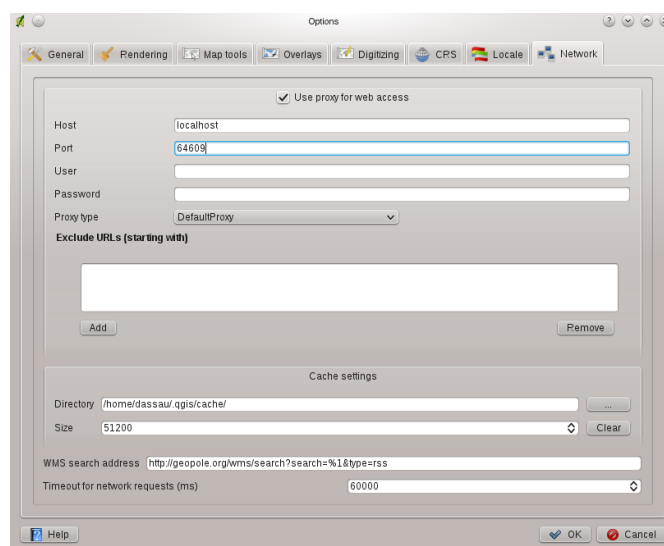 Options
General Rendering Map tools Overlays Digitizing CRS Locale Network
Use proxy for web access
Host localhost
Port 64609
User
Password
Proxy type DefaultProxy
Exclude URLs (starting with)
Add Remove
Cache settings
Directory /home/dassau/.qgis/cache/ ...
Size 51200 Clear
WMS search address http://geopole.org/wms/search?search=%1&type=rss
Timeout for network requests (ms) 60000
Help OK Cancel